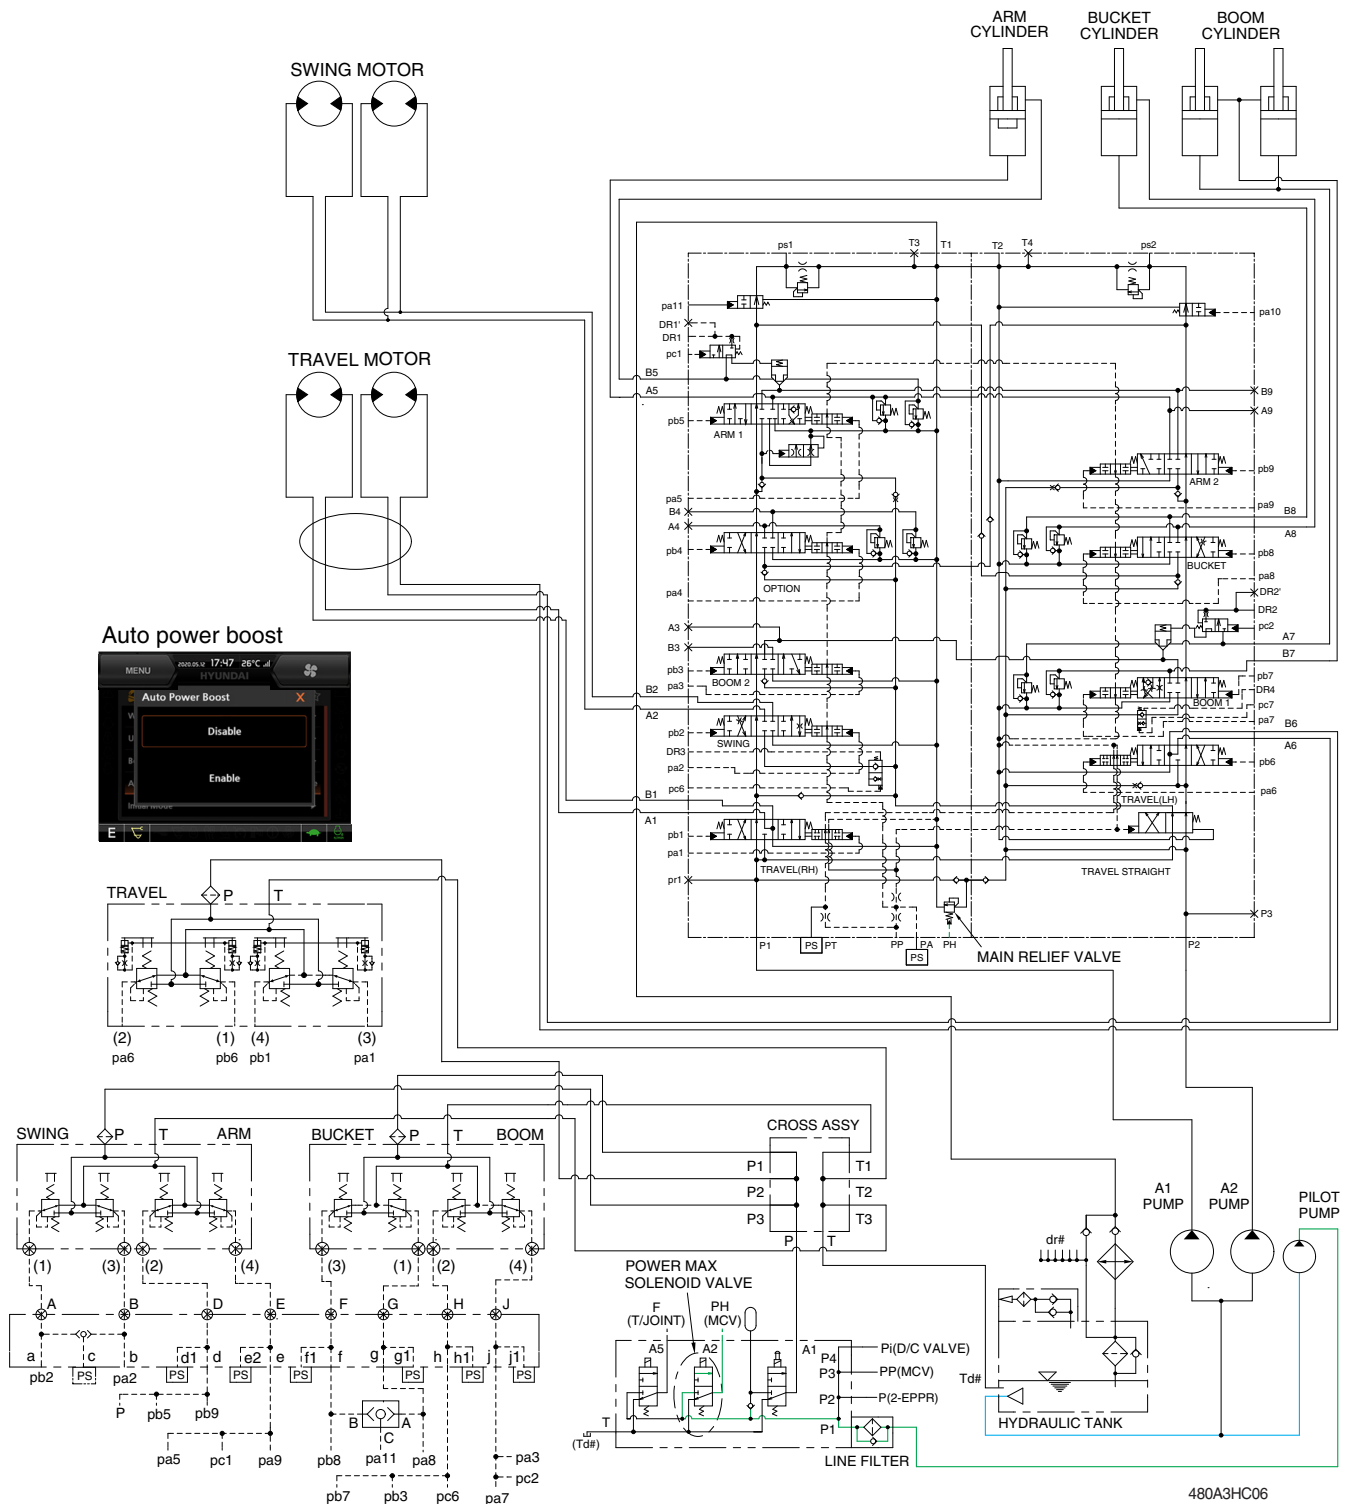 ARM
CYLINDER
BUCKET
CYLINDER
BOOM
CYLINDER
SWING MOTOR
TRAVEL MOTOR
ps1
T3
T1
T2
T4
ps2
pa11
pa10
DR1'
DR1
pc1
B5
A5
B9
A9
pb5
ARM 1
pb9
ARM 2
pa5
pa9
B4
B8
A4
A8
pb4
pb8
BUCKET
OPTION
pa8
pa4
DR2'
DR2
A3
pc2
A7
B3
B7
pb3
pb7
pa3
BOOM 2
DR4
B2
BOOM 1
pc7
A2
pa7
B6
pb2
SWING
A6
DR3
pb6
pa2
pc6
pa6
B1
TRAVEL(LH)
A1
pb1
pa1
TRAVEL(RH)
TRAVEL STRAIGHT
pr1
P3
P1
PS
PT
PP
PA
PH
P2
PS
MAIN RELIEF VALVE
Auto power boost
MENU
2020.05.12 17:47 26°C
HYUNDAI
Auto Power Boost X
Disable
Enable
Initial Mode
E
TRAVEL
P
T
(2)
(1)
(4)
(3)
pa6
pb6
pb1
pa1
SWING
P
T
ARM
BUCKET
P
T
BOOM
(1)
(3)
(2)
(4)
(3)
(1)
(2)
(4)
A
B
D
E
F
G
H
J
a
c
b
d1
d
e2
e
f1
f
g
g1
h
h1
j
j1
pb2
PS
pa2
PS
PS
PS
PS
PS
PS
P
pb5
pb9
B
A
C
pa5
pc1
pa9
pb8
pa11
pa8
pa3
pc2
pb7
pb3
pc6
pa7
CROSS ASSY
P1
T1
P2
T2
P3
T3
P
T
POWER MAX
SOLENOID VALVE
F
(T/JOINT)
PH
(MCV)
A5
A2
A1
P4
Pi(D/C VALVE)
P3
PP(MCV)
P2
P(2-EPPR)
T
P1
(Td#)
LINE FILTER
A1
PUMP
A2
PUMP
PILOT
PUMP
dr#
Td#
HYDRAULIC TANK
480A3HC06